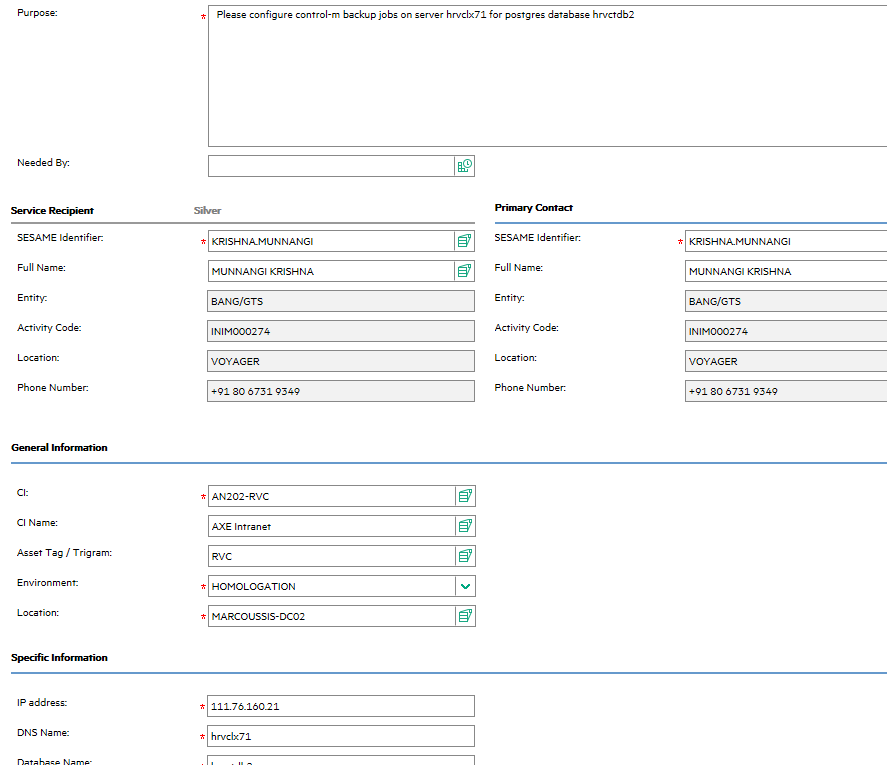 Purpose: * Please configure control-m backup jobs on server hrvclx71 for postgres database hrvctdb2
Needed By:
Service Recipient Silver Primary Contact
SESAME Identifier: * KRISHNA.MUNNANGI SESAME Identifier: * KRISHNA.MUNNANGI
Full Name: MUNNANGI KRISHNA Full Name: MUNNANGI KRISHNA
Entity: BANG/GTS Entity: BANG/GTS
Activity Code: INIM000274 Activity Code: INIM000274
Location: VOYAGER Location: VOYAGER
Phone Number: +91 80 6731 9349 Phone Number: +91 80 6731 9349
General Information
CI: * AN202-RVC
CI Name: AXE Intranet
Asset Tag / Trigram: RVC
Environment: * HOMOLOGATION
Location: * MARCOUSSIS-DC02
Specific Information
IP address: * 111.76.160.21
DNS Name: * hrvclx71
Database Name: *